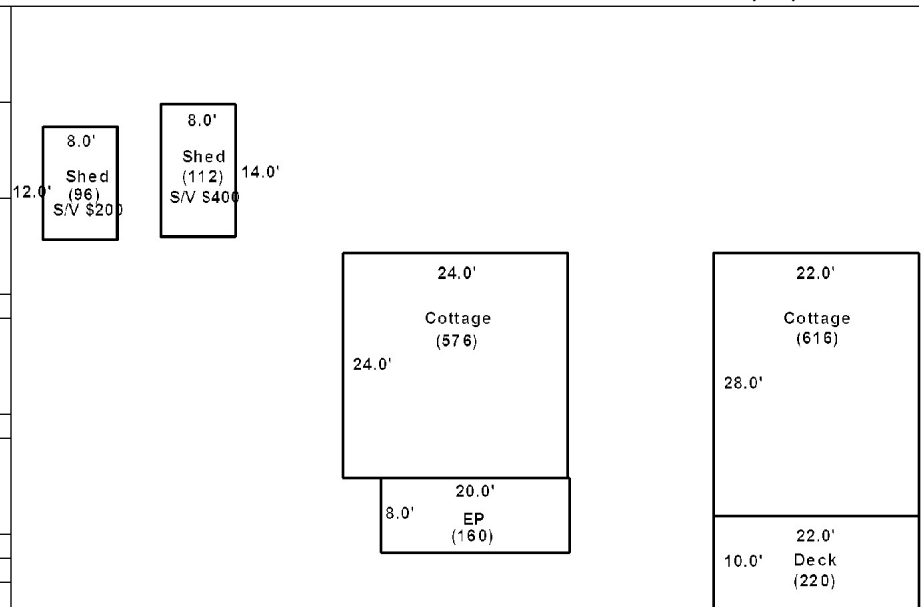 8.0'
Shed
(96)
S/V $200
12.0'
8.0'
Shed
(112)
S/V $400
14.0'
24.0'
Cottage
(576)
24.0'
20.0'
8.0'
EP
(160)
22.0'
Cottage
(616)
28.0'
22.0'
10.0'
Deck
(220)